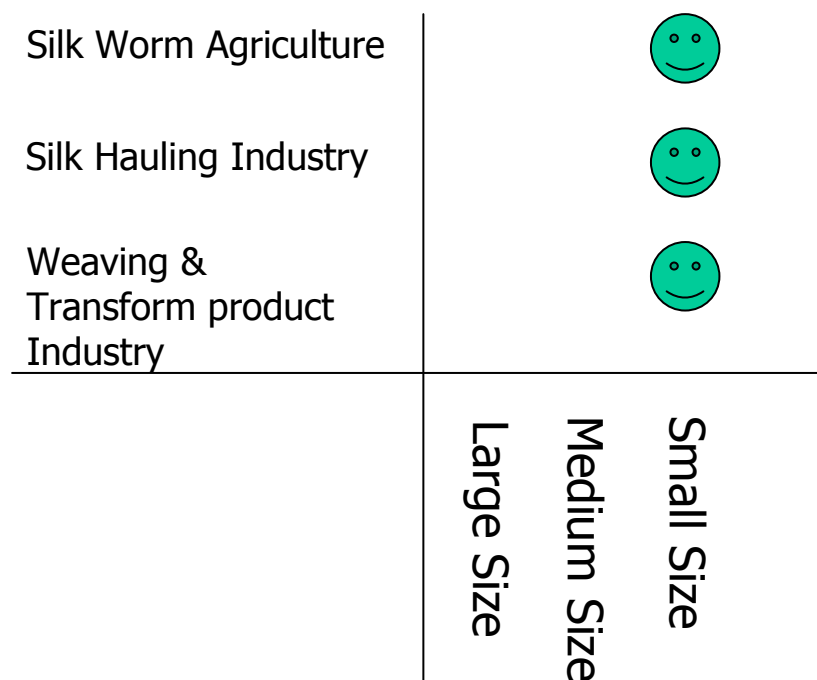 Silk Worm Agriculture
Silk Hauling Industry
Weaving &
Transform product
Industry
Large Size
Medium Size
Small Size